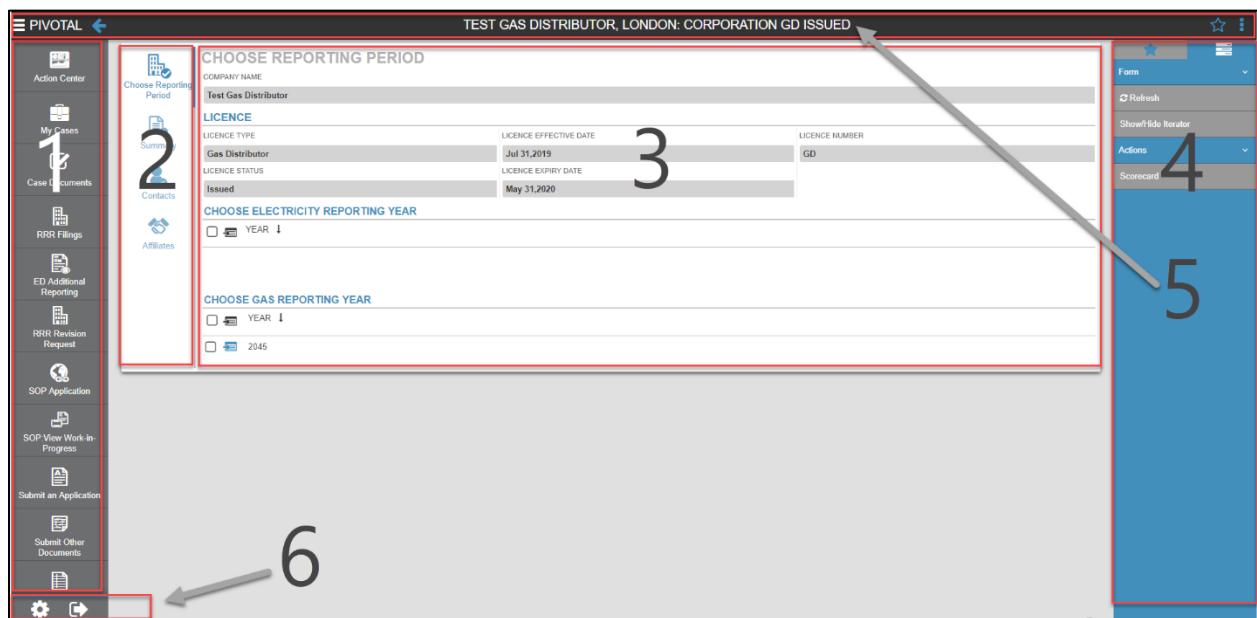 PIVOTAL
TEST GAS DISTRIBUTOR, LONDON: CORPORATION GD ISSUED
Action Center
My Cases
Case Documents
RRR Filings
ED Additional
Reporting
RRR Revision
Request
SOP Application
SOP:View Work-in-
Progress
Submit an Application
Submit Other
Documents
1
Choose Reporting
Period
Summary
Contacts
Affiliates
2
CHOOSE REPORTING PERIOD
COMPANY NAME
Test Gas Distributor
LICENCE
LICENCE TYPE
LICENCE EFFECTIVE DATE
LICENCE NUMBER
Gas Distributor
Jul 31,2019
GD
LICENCE STATUS
LICENCE EXPIRY DATE
Issued
May 31,2020
3
CHOOSE ELECTRICITY REPORTING YEAR
YEAR
CHOOSE GAS REPORTING YEAR
YEAR
2045
Form
Refresh
Show/Hide Iterator
Actions
Scorecard
4
5
6